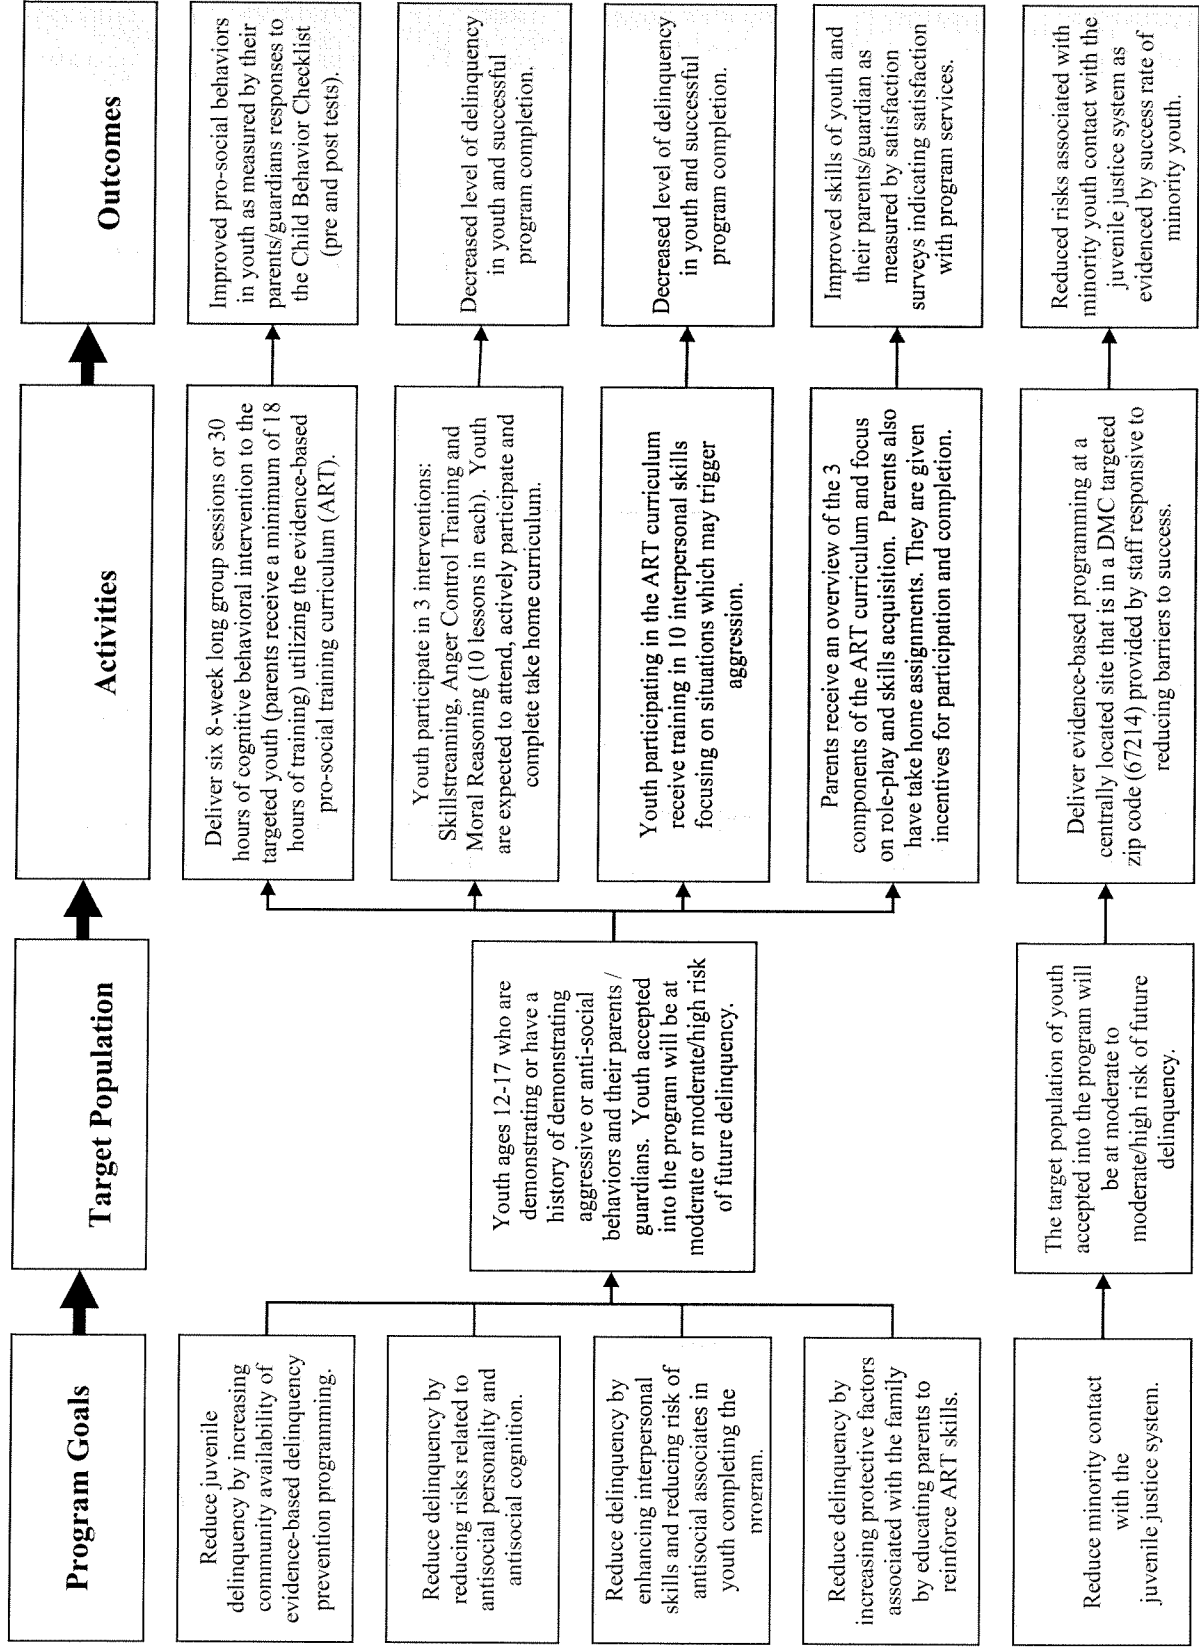 Program Goals
Target Population
Activities
Outcomes
Reduce juvenile
delinquency by increasing
community availability of
evidence-based delinquency
prevention programming.
Reduce delinquency by
reducing risks related to
antisocial personality and
antisocial cognition.
Reduce delinquency by
enhancing interpersonal
skills and reducing risk of
antisocial associates in
youth completing the
program.
Reduce delinquency by
increasing protective factors
associated with the family
by educating parents to
reinforce ART skills.
Youth ages 12-17 who are
demonstrating or have a
history of demonstrating
aggressive or anti-social
behaviors and their parents /
guardians. Youth accepted
into the program will be at
moderate or moderate/high risk
of future delinquency.
Deliver six 8-week long group sessions or 30
hours of cognitive behavioral intervention to the
targeted youth (parents receive a minimum of 18
hours of training) utilizing the evidence-based
pro-social training curriculum (ART).
Youth participate in 3 interventions:
Skillstreaming, Anger Control Training and
Moral Reasoning (10 lessons in each). Youth
are expected to attend, actively participate and
complete take home curriculum.
Youth participating in the ART curriculum
receive training in 10 interpersonal skills
focusing on situations which may trigger
aggression.
Parents receive an overview of the 3
components of the ART curriculum and focus
on role-play and skills acquisition. Parents also
have take home assignments. They are given
incentives for participation and completion.
Improved pro-social behaviors
in youth as measured by their
parents/guardians responses to
the Child Behavior Checklist
(pre and post tests).
Decreased level of delinquency
in youth and successful
program completion.
Decreased level of delinquency
in youth and successful
program completion.
Improved skills of youth and
their parents/guardian as
measured by satisfaction
surveys indicating satisfaction
with program services.
Reduce minority contact
with the
juvenile justice system.
The target population of youth
accepted into the program will
be at moderate to
moderate/high risk of future
delinquency.
Deliver evidence-based programming at a
centrally located site that is in a DMC targeted
zip code (67214) provided by staff responsive to
reducing barriers to success.
Reduced risks associated with
minority youth contact with the
juvenile justice system as
evidenced by success rate of
minority youth.